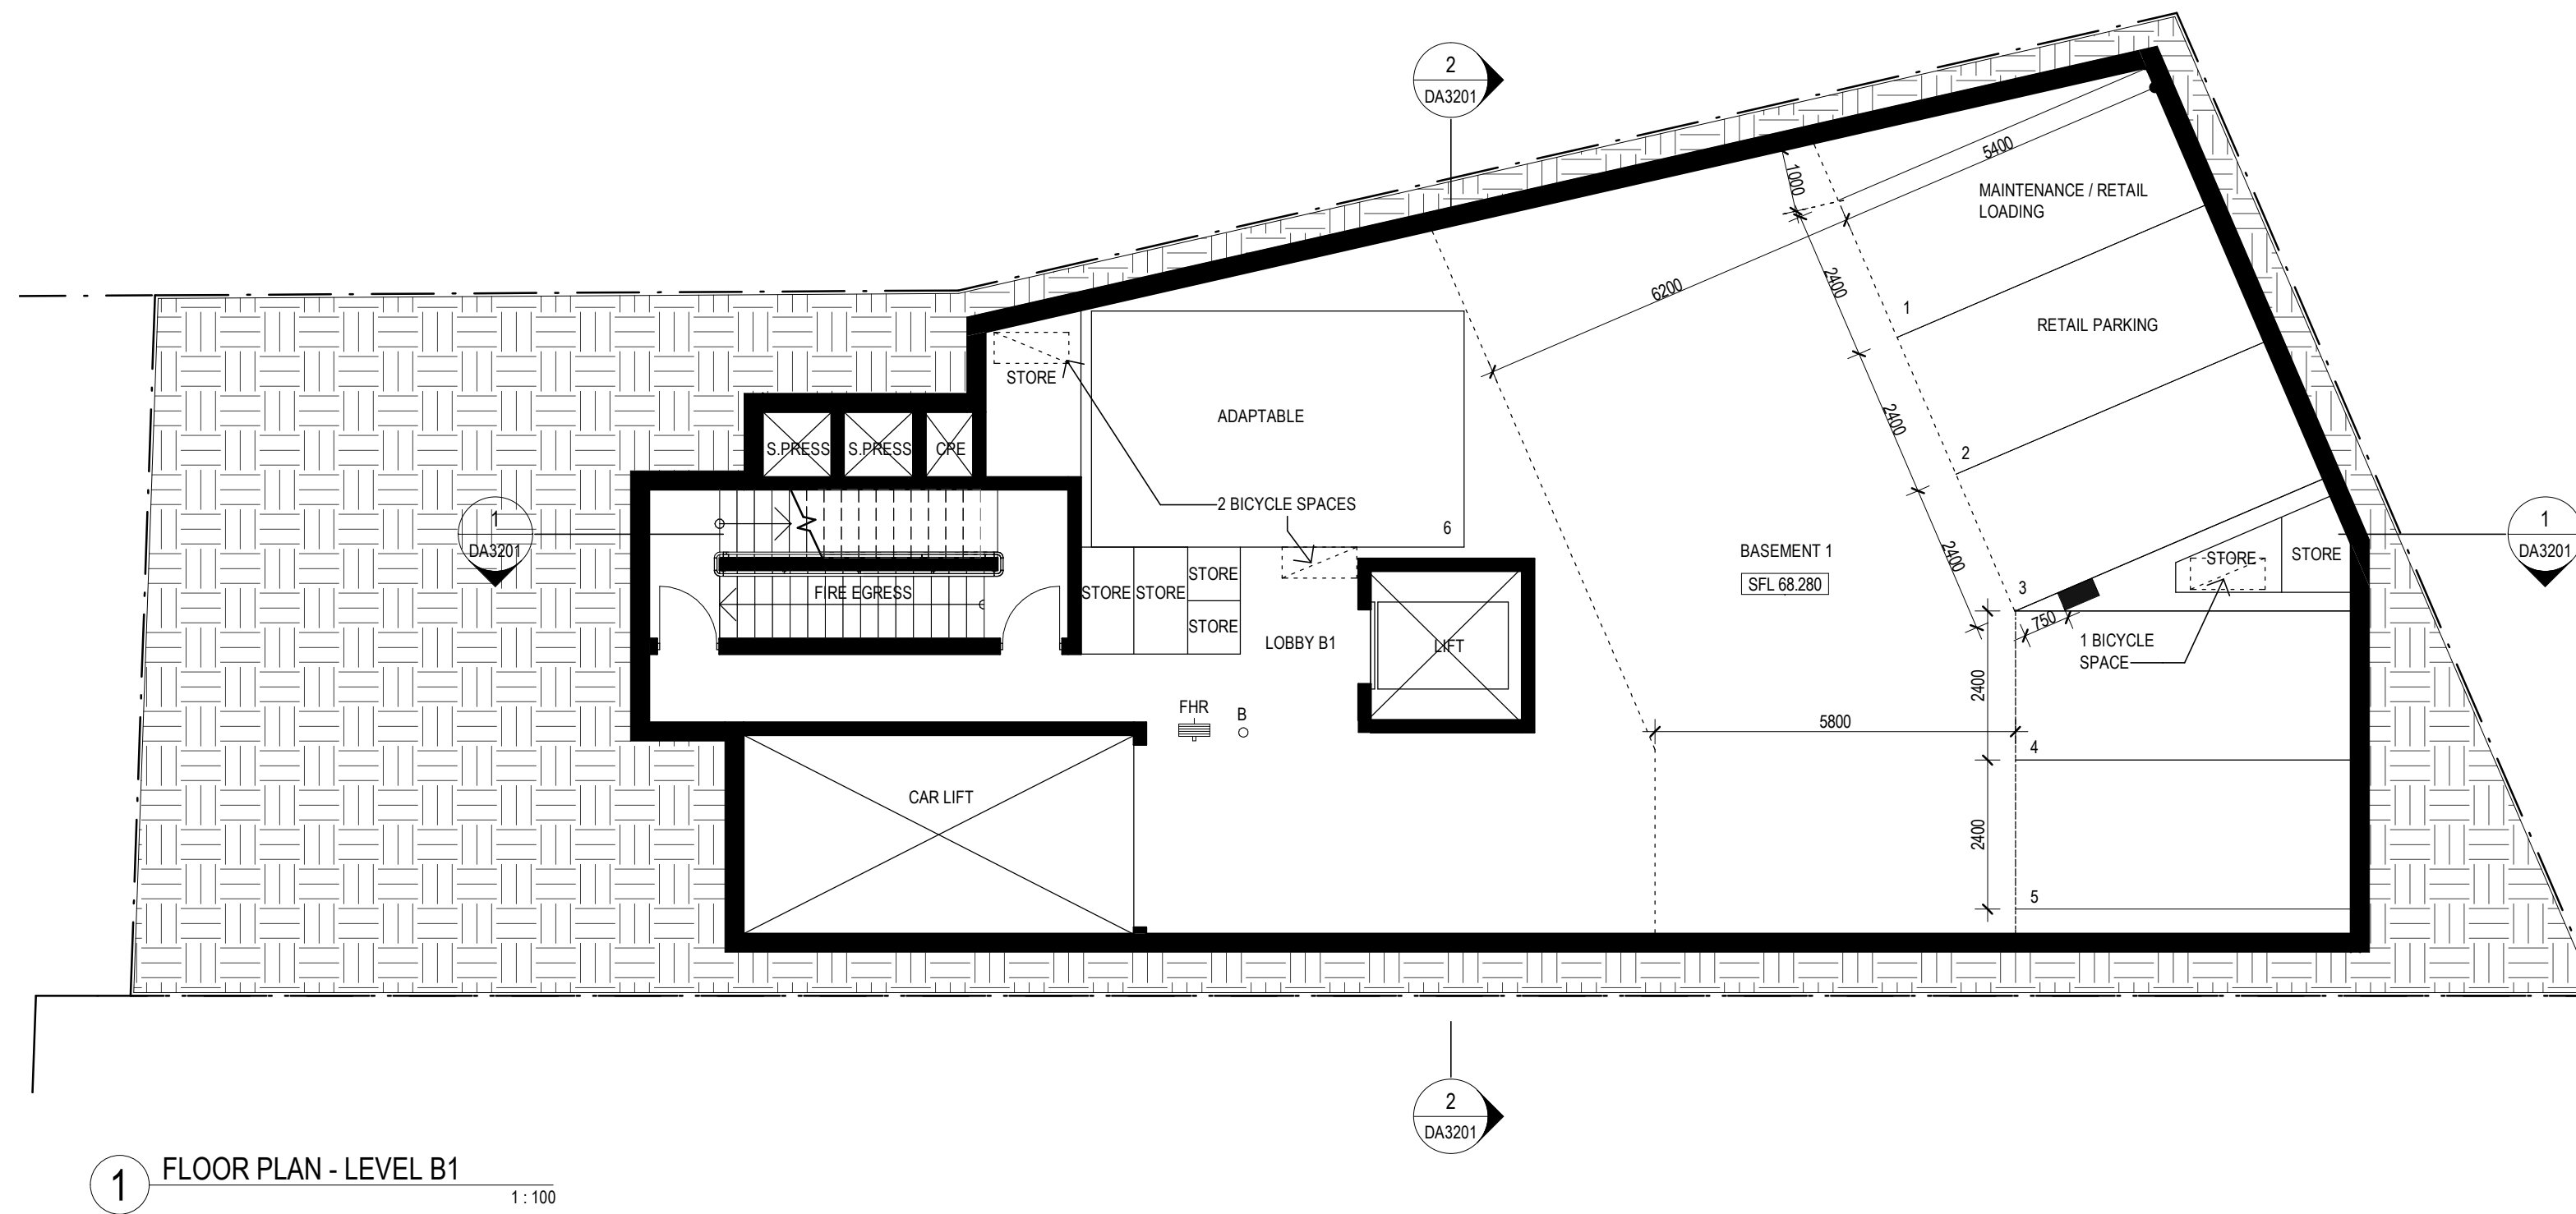 2
DA3201
5400
1000
MAINTENANCE / RETAIL
LOADING
2400
6200
1
RETAIL PARKING
STORE
ADAPTABLE
2400
2
S.PRESS
S.PRESS
CPE
2 BICYCLE SPACES
6
1
DA3201
BASEMENT 1
SFL 68.280
2400
1
DA3201
STORE
STORE
STORE
STORE
STORE
STORE
FIRE EGRESS
3
750
LOBBY B1
LIFT
1 BICYCLE
SPACE
2400
FHR
B
5800
4
CAR LIFT
2400
5
2
DA3201
1
FLOOR PLAN - LEVEL B1
1 : 100